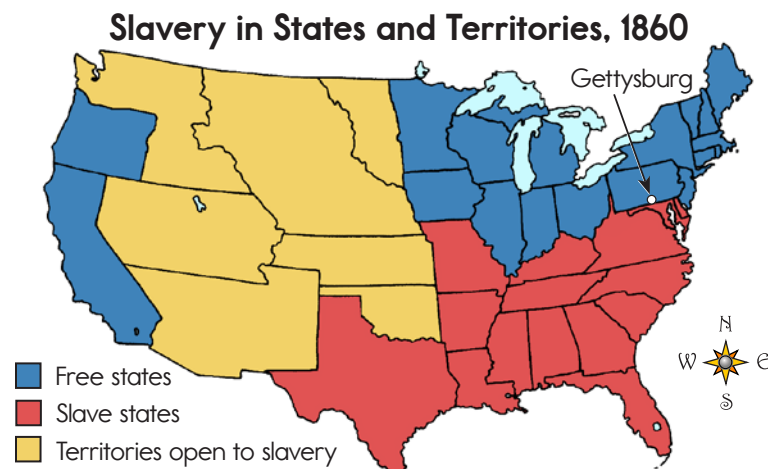 Slavery in States and Territories, 1860
Gettysburg
N
W E
S
Free states
Slave states
Territories open to slavery